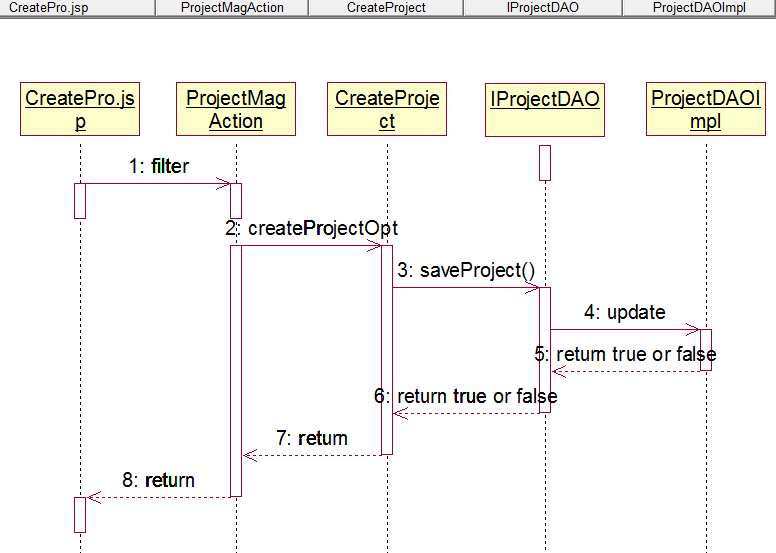 CreatePro.jsp
ProjectMagAction
CreateProject
IProjectDAO
ProjectDAOImpl
CreatePro.js
p
ProjectMag
Action
CreateProje
ct
IProjectDAO
ProjectDAOI
mpl
1: filter
2: createProjectOpt
3: saveProject()
4: update
5: return true or false
6: return true or false
7: return
8: return